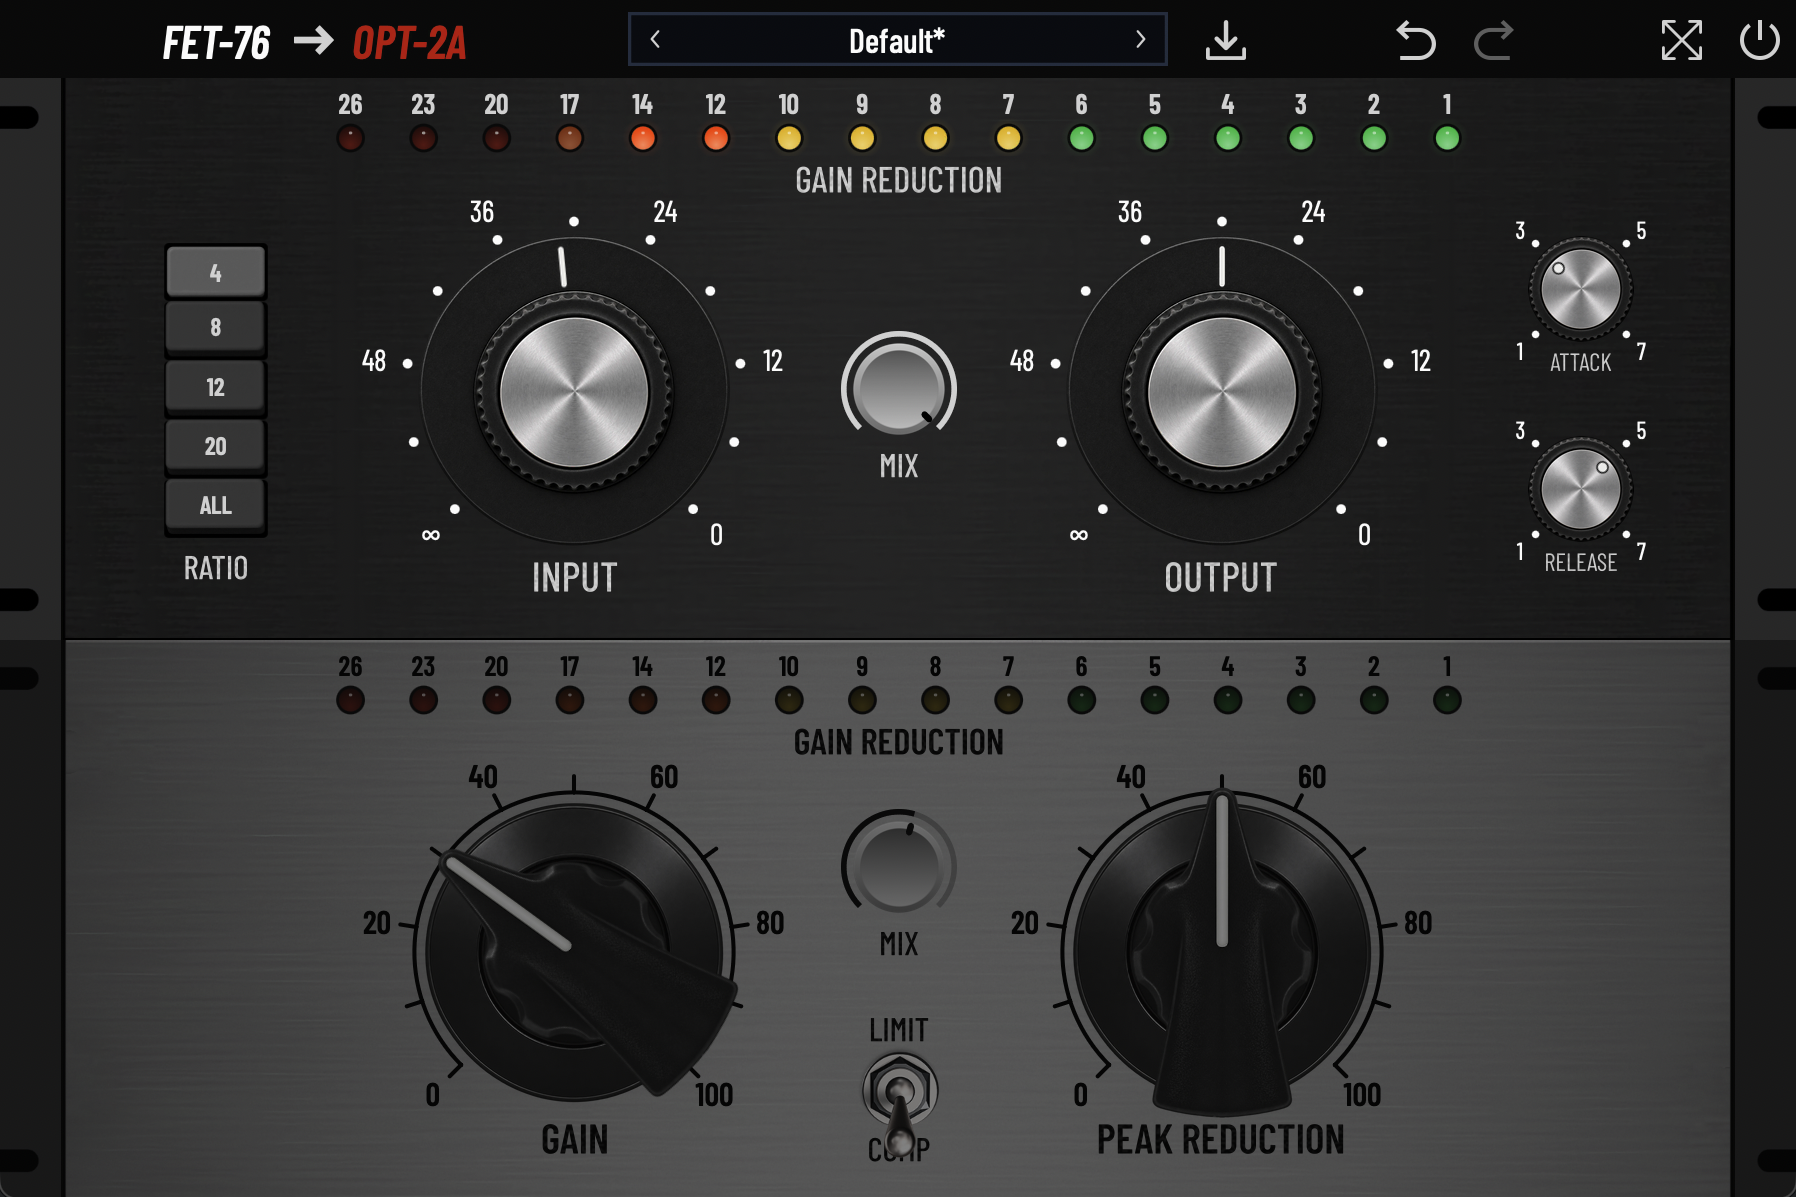 FET-76 → OPT-2A
‹ Default* ›
26 23 20 17 14 12 10 9 8 7 6 5 4 3 2 1
GAIN REDUCTION
4
8
12
20
ALL
RATIO
36 24
48 12
∞ 0
INPUT
MIX
36 24
48 12
∞ 0
OUTPUT
3 5
1 7
ATTACK
3 5
1 7
RELEASE
26 23 20 17 14 12 10 9 8 7 6 5 4 3 2 1
GAIN REDUCTION
40 60
20 80
0 100
GAIN
MIX
LIMIT
COMP
40 60
20 80
0 100
PEAK REDUCTION